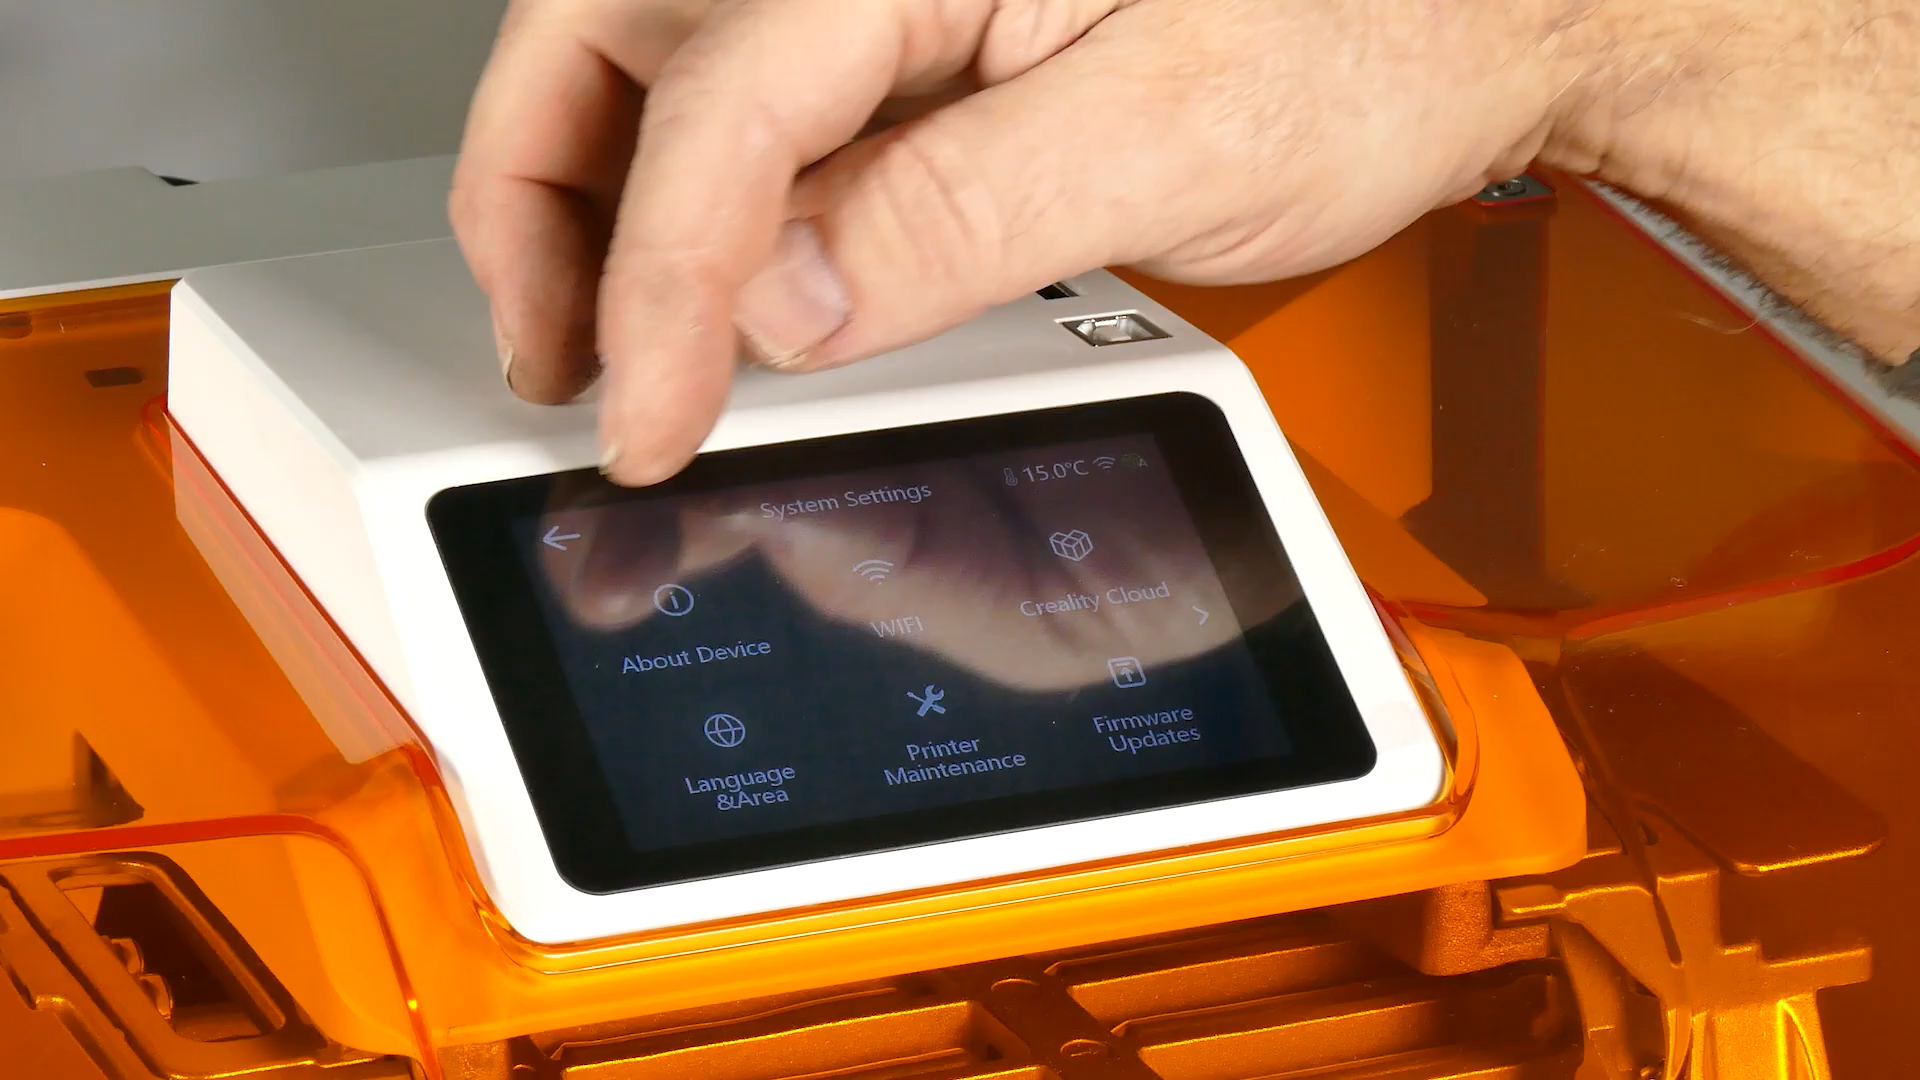 15.0°C
System Settings
About Device
WIFI
Creality Cloud
Language
&Area
Printer
Maintenance
Firmware
Updates